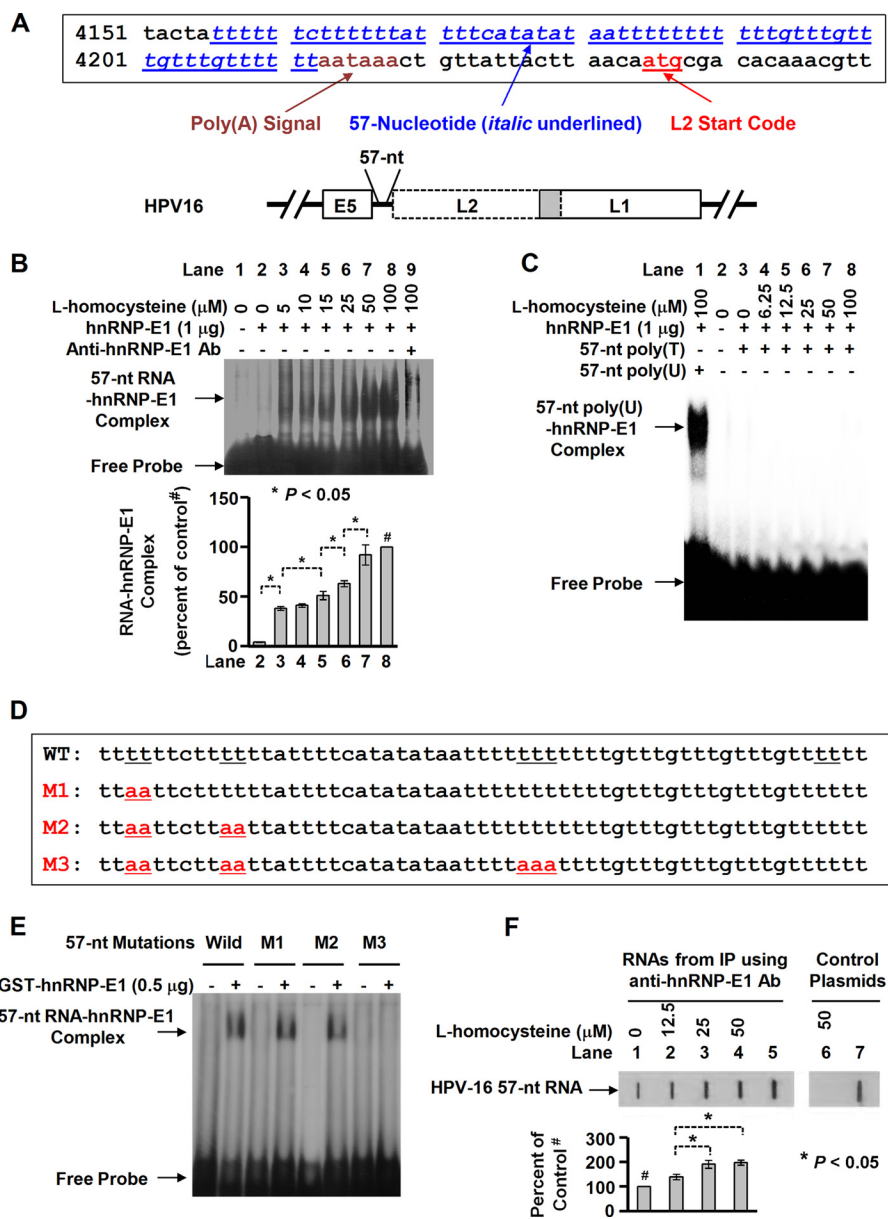 A
4151 tactattttt tcttttttat tttcatatat aatttttttt tttgtttgtt
4201 tgtttgtttt ttaataaact gttattactt aacaatgcga cacaaacgtt
Poly(A) Signal 57-Nucleotide (italic underlined) L2 Start Code
57-nt
HPV16 E5 L2 L1
B
Lane 1 2 3 4 5 6 7 8 9
L-homocysteine (μM) 0 0 5 10 15 25 50 100 100
hnRNP-E1 (1 μg) - + + + + + + + +
Anti-hnRNP-E1 Ab - - - - - - - - +
57-nt RNA
-hnRNP-E1
Complex
Free Probe
* P < 0.05
RNA-hnRNP-E1
Complex
(percent of control#)
150
100
50
0
* * * * #
Lane 2 3 4 5 6 7 8
C
Lane 1 2 3 4 5 6 7 8
L-homocysteine (μM) 100 0 0 6.25 12.5 25 50 100
hnRNP-E1 (1 μg) + - + + + + + +
57-nt poly(T) - - + + + + + +
57-nt poly(U) + - - - - - - -
57-nt poly(U)
-hnRNP-E1
Complex
Free Probe
D
WT: ttttttcttttttattttcatatataatttttttttttgtttgtttgtttgtttttt
M1: ttaattcttttttattttcatatataatttttttttttgtttgtttgtttgtttttt
M2: ttaattcttaattattttcatatataatttttttttttgtttgtttgtttgtttttt
M3: ttaattcttaattattttcatatataattttaaattttgtttgtttgtttgtttttt
E
57-nt Mutations Wild M1 M2 M3
GST-hnRNP-E1 (0.5 μg) - + - + - + - +
57-nt RNA-hnRNP-E1
Complex
Free Probe
F
RNAs from IP using
anti-hnRNP-E1 Ab
Control
Plasmids
L-homocysteine (μM) 0 12.5 25 50 50
Lane 1 2 3 4 5 6 7
HPV-16 57-nt RNA
Percent of
Control#
300
200
100
0
# * *
* P < 0.05